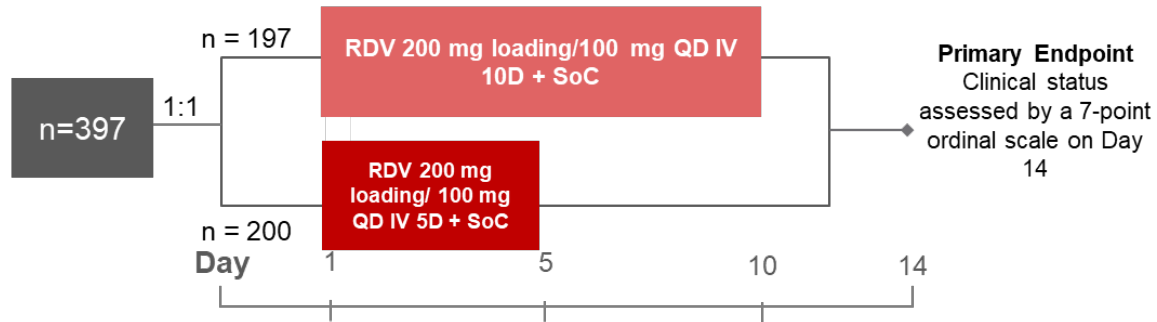 n=397
1:1
n = 197
RDV 200 mg loading/100 mg QD IV
10D + SoC
RDV 200 mg
loading/ 100 mg
QD IV 5D + SoC
n = 200
Primary Endpoint
Clinical status
assessed by a 7-point
ordinal scale on Day
14
Day
1
5
10
14